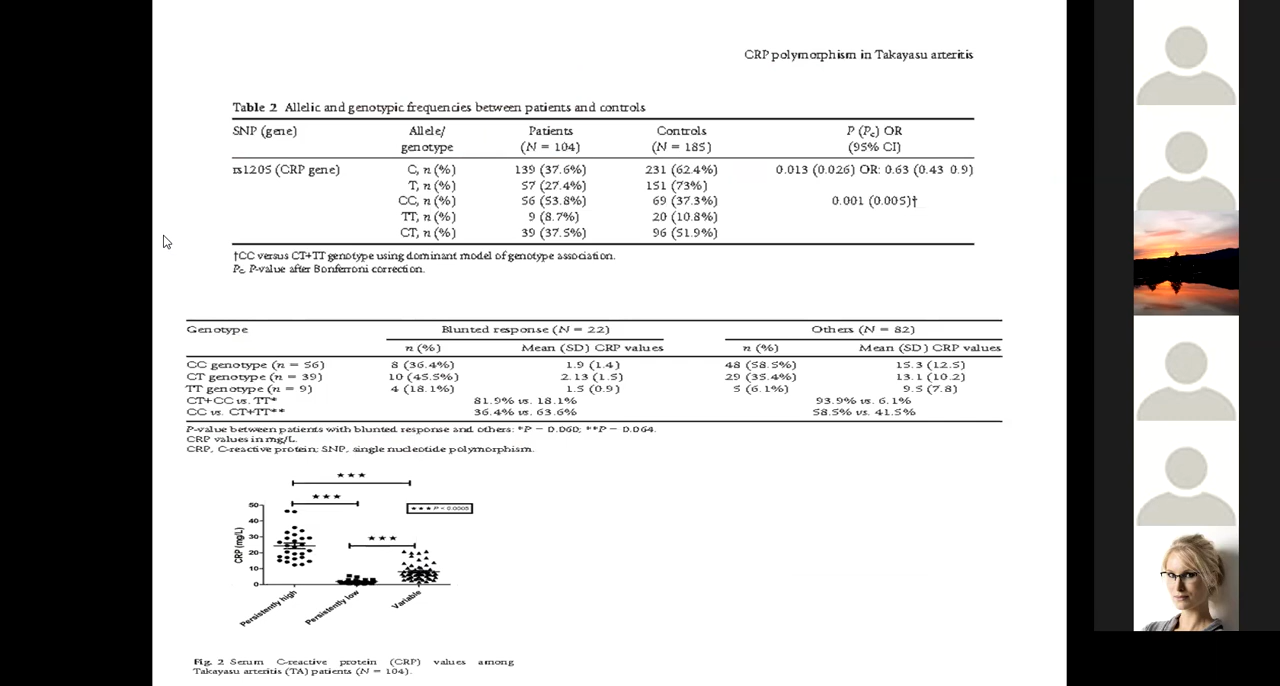 CRP polymorphism in Takayasu arteritis
Table 2 Allelic and genotypic frequencies between patients and controls
SNP (gene) Allele/ genotype Patients (N = 104) Controls (N = 185) P (Pc) OR (95% CI)
rs1205 (CRP gene) C, n (%) 139 (37.6%) 231 (62.4%) 0.013 (0.026) OR: 0.63 (0.43 0.9)
T, n (%) 57 (27.4%) 151 (73%)
CC, n (%) 56 (53.8%) 69 (37.3%) 0.001 (0.005)†
TT, n (%) 9 (8.7%) 20 (10.8%)
CT, n (%) 39 (37.5%) 96 (51.9%)
†CC versus CT+TT genotype using dominant model of genotype association.
Pc, P-value after Bonferroni correction.
Genotype Blunted response (N = 22) Others (N = 82)
n (%) Mean (SD) CRP values n (%) Mean (SD) CRP values
CC genotype (n = 56) 8 (36.4%) 1.9 (1.4) 48 (58.5%) 15.3 (12.5)
CT genotype (n = 39) 10 (45.5%) 2.13 (1.5) 29 (35.4%) 13.1 (10.2)
TT genotype (n = 9) 4 (18.1%) 1.5 (0.9) 5 (6.1%) 9.5 (7.8)
CT+CC vs. TT* 81.9% vs. 18.1% 93.9% vs. 6.1%
CC vs. CT+TT** 36.4% vs. 63.6% 58.5% vs. 41.5%
P-value between patients with blunted response and others: *P = 0.060; **P = 0.064.
CRP values in mg/L.
CRP, C-reactive protein; SNP, single nucleotide polymorphism.
★★★
★★★
★★★ P < 0.0005
★★★
CRP (mg/L)
50
40
30
20
10
0
Persistently high
Persistently low
Variable
Fig. 2 Serum C-reactive protein (CRP) values among
Takayasu arteritis (TA) patients (N = 104).